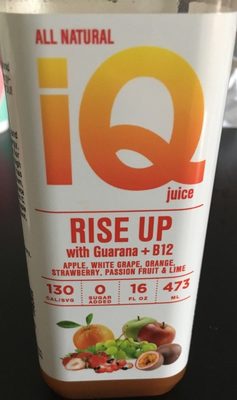 ALL NATURAL
iQ
juice
RISE UP
with Guarana + B12
APPLE, WHITE GRAPE, ORANGE,
STRAWBERRY, PASSION FRUIT & LIME
130 0 16 473
CAL/SVG SUGAR ADDED FL OZ ML